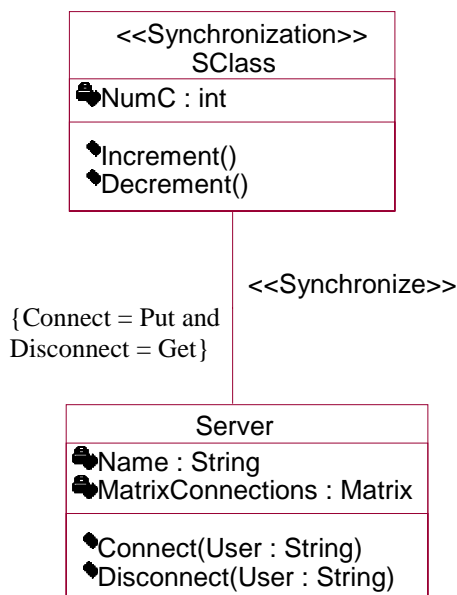 <<Synchronization>>
SClass
NumC : int
Increment()
Decrement()
<<Synchronize>>
{Connect = Put and
Disconnect = Get}
Server
Name : String
MatrixConnections : Matrix
Connect(User : String)
Disconnect(User : String)